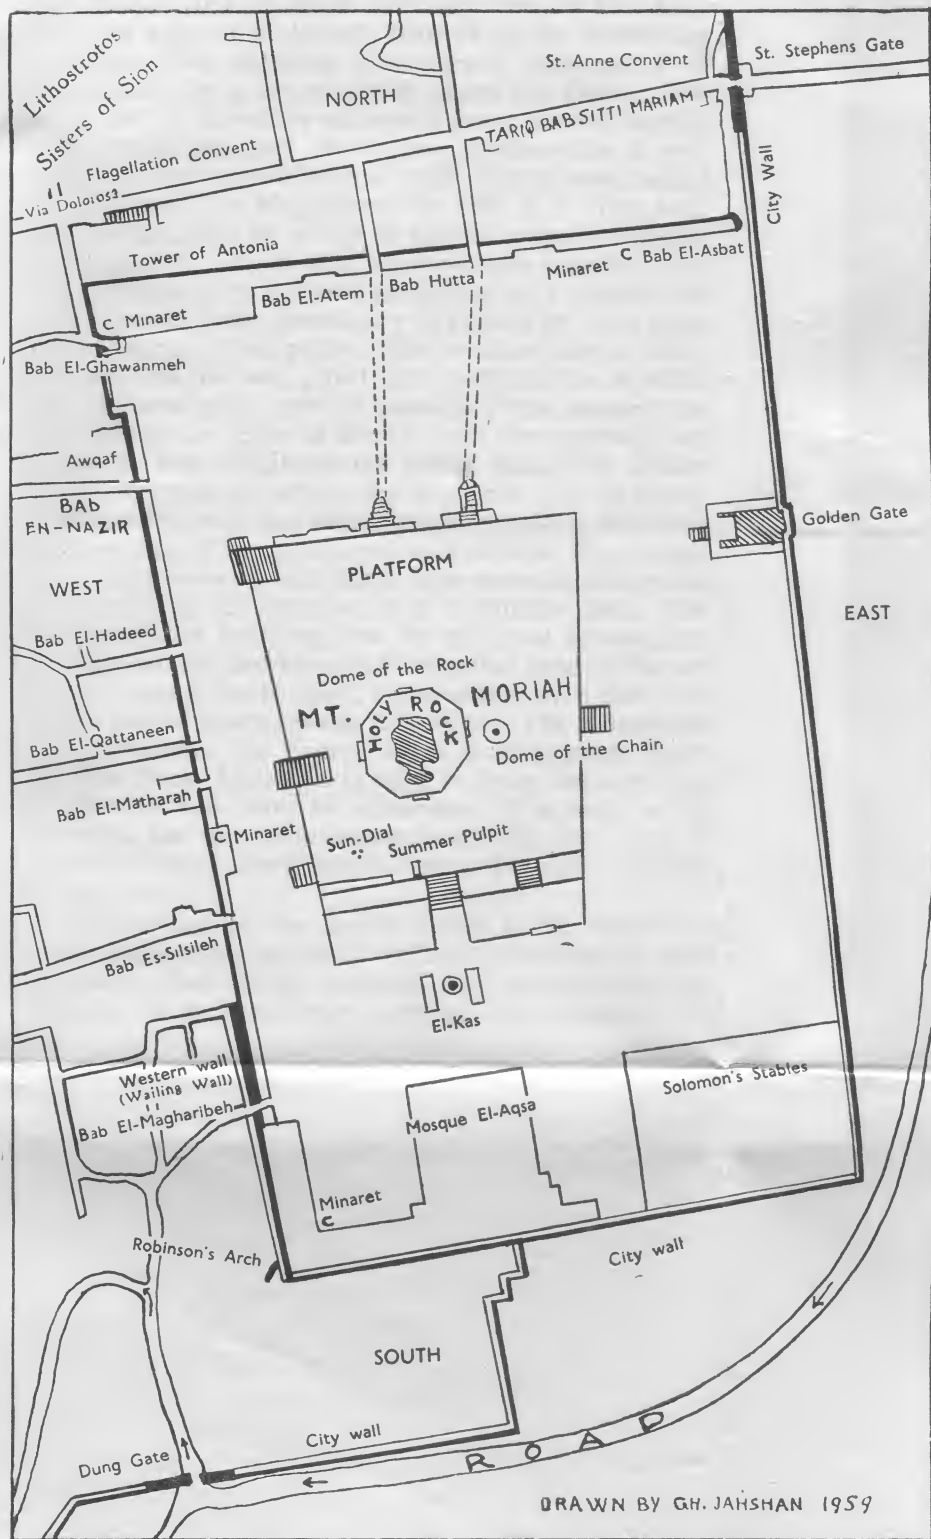 Lithostrotos
Sisters of Sion
NORTH
St. Anne Convent
St. Stephens Gate
TARIQ BAB SITTI MARIAM
Flagellation Convent
Via Dolorosa
City Wall
Tower of Antonia
Bab El-Atem
Bab Hutta
Minaret C
Bab El-Asbat
C Minaret
Bab El-Ghawanmeh
Awqaf
BAB
EN-NAZIR
Golden Gate
PLATFORM
WEST
EAST
Bab El-Hadeed
Dome of the Rock
MT.
HOLY ROCK
MORIAH
Dome of the Chain
Bab El-Qattaneen
Bab El-Matharah
C Minaret
Sun-Dial
Summer Pulpit
Bab Es-Silsileh
El-Kas
Western wall
(Wailing Wall)
Bab El-Magharibeh
Mosque El-Aqsa
Solomon's Stables
Minaret
C
Robinson's Arch
City wall
SOUTH
City wall
Dung Gate
ROAD
DRAWN BY GH. JAHSHAN 1959